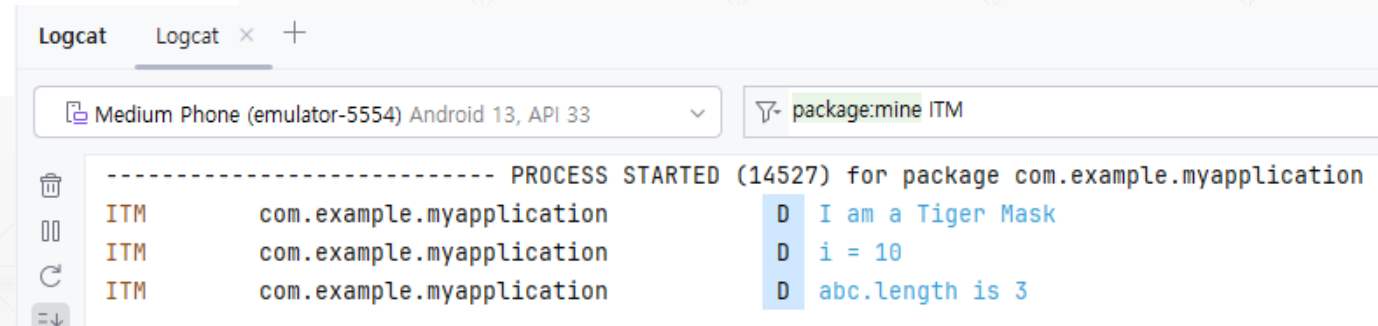 Logcat Logcat
Medium Phone (emulator-5554) Android 13, API 33 package:mine ITM
---------------------------- PROCESS STARTED (14527) for package com.example.myapplication
ITM com.example.myapplication D I am a Tiger Mask
ITM com.example.myapplication D i = 10
ITM com.example.myapplication D abc.length is 3